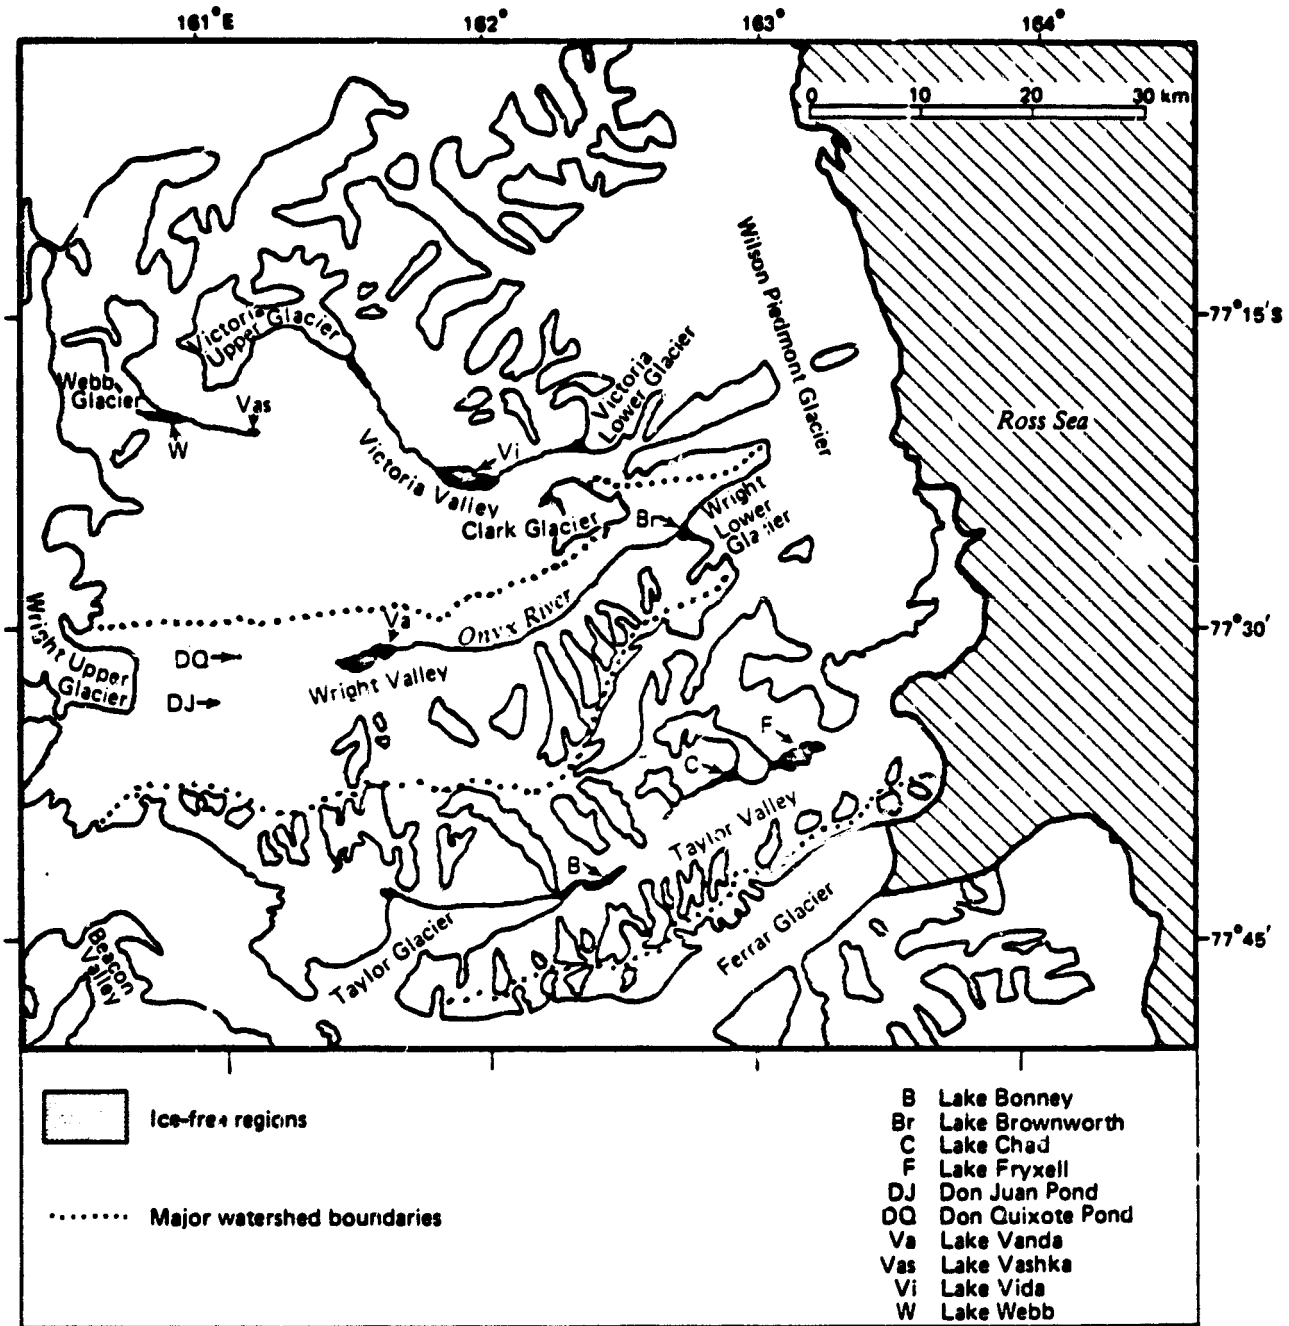 161°E 162° 163° 164°
0 10 20 30 km
77°15'S
77°30'
77°45'
Wilson Piedmont Glacier
Ross Sea
Victoria
Upper Glacier
Webb
Glacier
Vas
W
Victoria
Lower Glacier
Vi
Victoria Valley
Clark Glacier
Br
Wright
Lower
Glacier
Onyx River
Va
Wright Upper
Glacier
DQ
DJ
Wright Valley
F
C
Taylor Valley
B
Taylor Glacier
Ferrar Glacier
Beacon
Valley
Ice-free regions
Major watershed boundaries
B Lake Bonney
Br Lake Brownworth
C Lake Chad
F Lake Fryxell
DJ Don Juan Pond
DQ Don Quixote Pond
Va Lake Vanda
Vas Lake Vashka
Vi Lake Vida
W Lake Webb